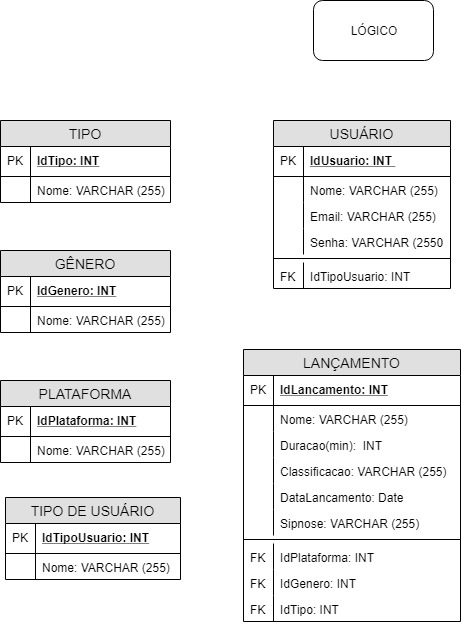 LÓGICO
TIPO
PK IdTipo: INT
Nome: VARCHAR (255)
GÊNERO
PK IdGenero: INT
Nome: VARCHAR (255)
PLATAFORMA
PK IdPlataforma: INT
Nome: VARCHAR (255)
TIPO DE USUÁRIO
PK IdTipoUsuario: INT
Nome: VARCHAR (255)
USUÁRIO
PK IdUsuario: INT
Nome: VARCHAR (255)
Email: VARCHAR (255)
Senha: VARCHAR (2550
FK IdTipoUsuario: INT
LANÇAMENTO
PK IdLancamento: INT
Nome: VARCHAR (255)
Duracao(min): INT
Classificacao: VARCHAR (255)
DataLancamento: Date
Sipnose: VARCHAR (255)
FK IdPlataforma: INT
FK IdGenero: INT
FK IdTipo: INT